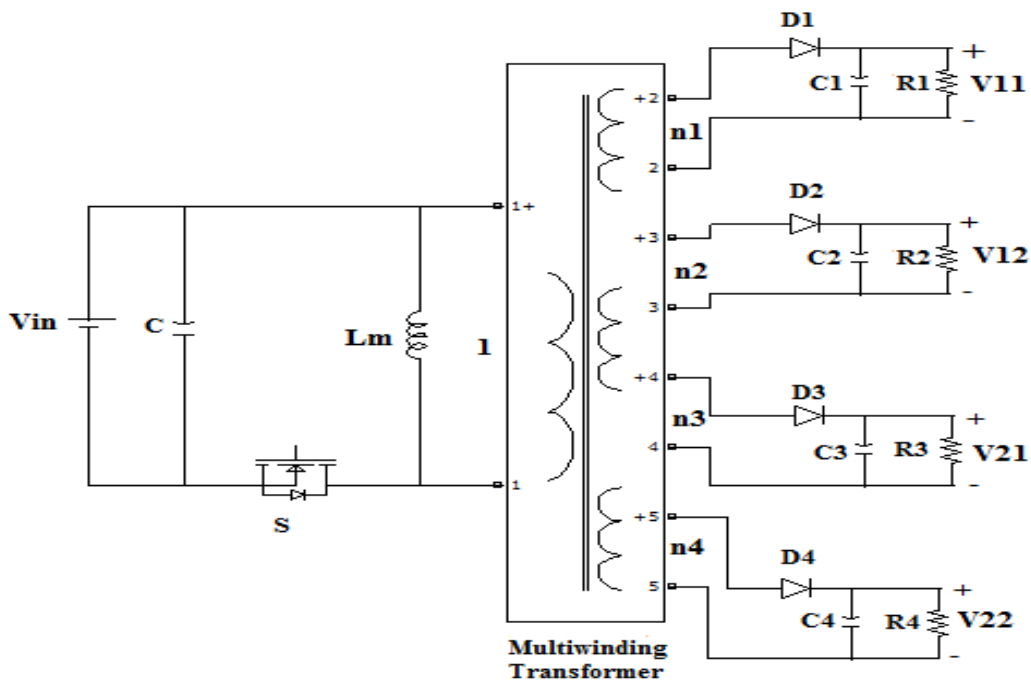 D1
+
C1
R1
V11
-
+2
n1
2
D2
+
1+
+3
n2
C2
R2
V12
-
Vin
C
Lm
1
3
+4
D3
+
n3
4
C3
R3
V21
-
1
S
+5
n4
5
D4
+
C4
R4
V22
-
Multiwinding
Transformer